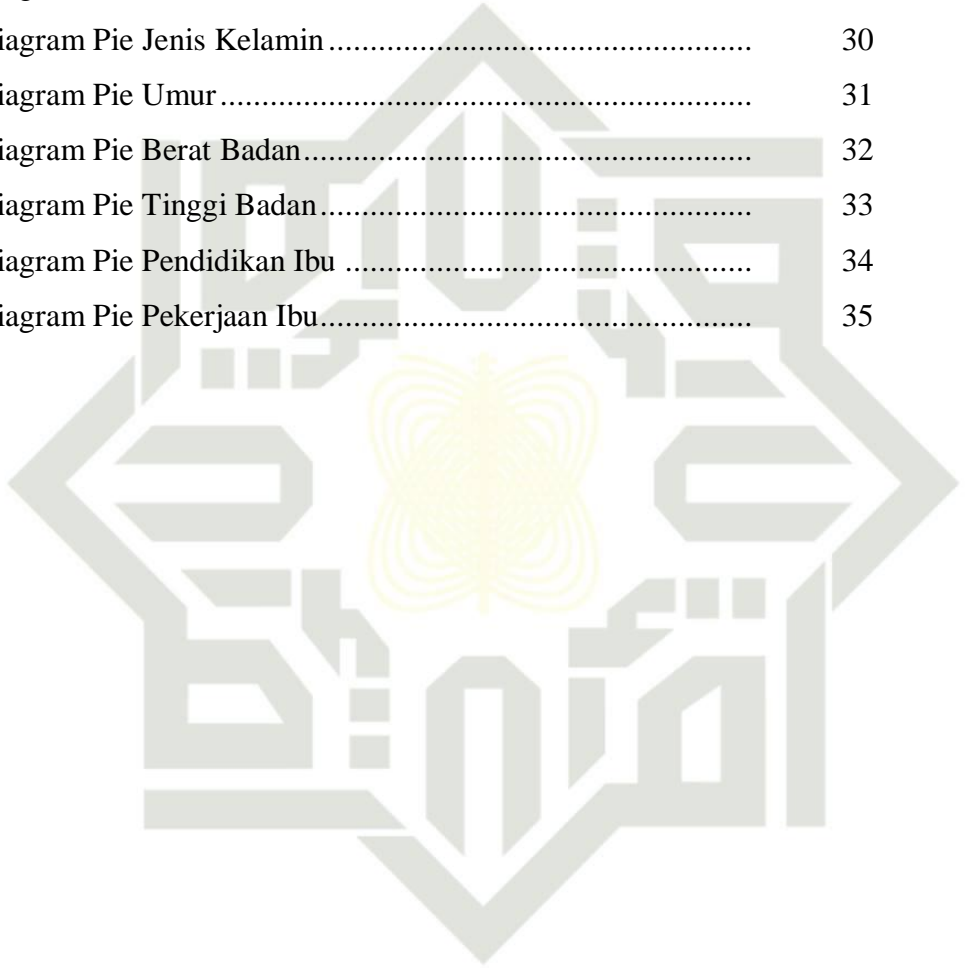 iagram Pie Jenis Kelamin .................................................... 30
iagram Pie Umur .................................................................. 31
iagram Pie Berat Badan ....................................................... 32
iagram Pie Tinggi Badan ..................................................... 33
iagram Pie Pendidikan Ibu .................................................. 34
iagram Pie Pekerjaan Ibu ..................................................... 35